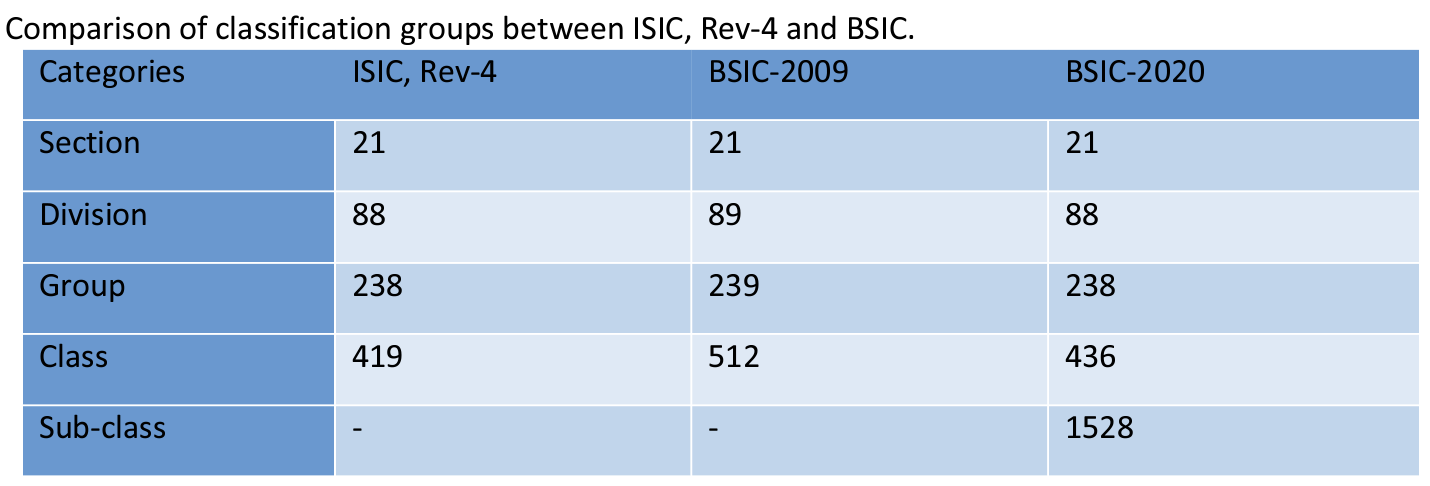 Comparison of classification groups between ISIC, Rev-4 and BSIC.
Categories ISIC, Rev-4 BSIC-2009 BSIC-2020
Section 21 21 21
Division 88 89 88
Group 238 239 238
Class 419 512 436
Sub-class - - 1528